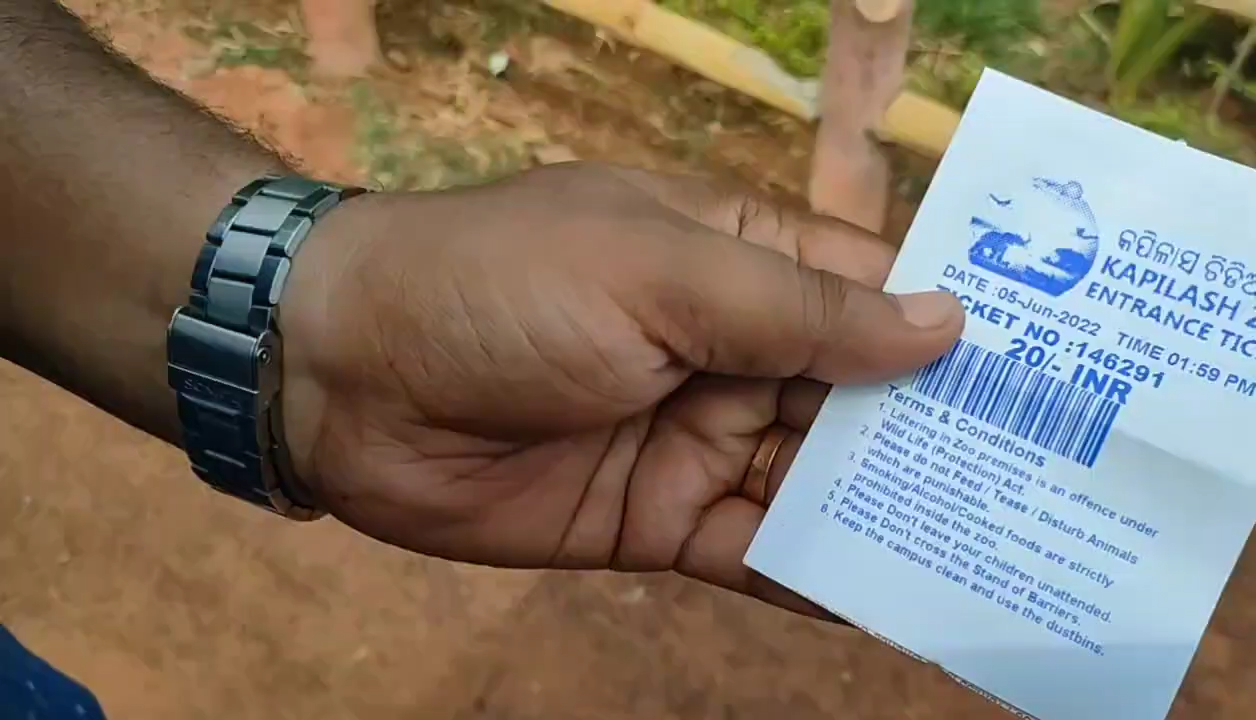 କପିଳାସ ଚିଡ଼ିଆ
KAPILASH Z
ENTRANCE TIC
DATE :05-Jun-2022 TIME 01:59 PM
TICKET NO :146291
20/- INR
Terms & Conditions
1. Littering in Zoo premises is an offence under
Wild Life (Protection) Act.
2. Please do not Feed / Tease / Disturb Animals
which are punishable.
3. Smoking/Alcohol/Cooked foods are strictly
prohibited inside the zoo.
4. Please Don't leave your children unattended.
5. Please Don't cross the Stand of Barriers.
6. Keep the campus clean and use the dustbins.